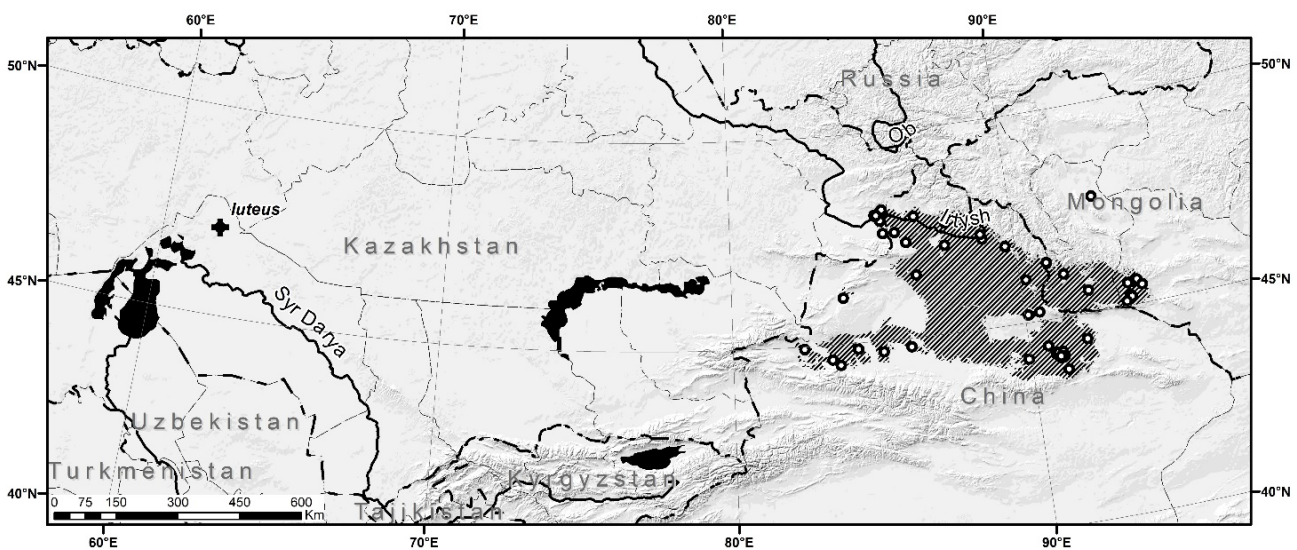 60°E 70°E 80°E 90°E
50°N 50°N
Russia
Ob
Mongolia
luteus
Irtysh
Kazakhstan
45°N 45°N
Syr Darya
China
Uzbekistan
Turkmenistan
Kyrgyzstan
40°N 40°N
0 75 150 300 450 600
Km
Tajikistan
60°E 70°E 80°E 90°E